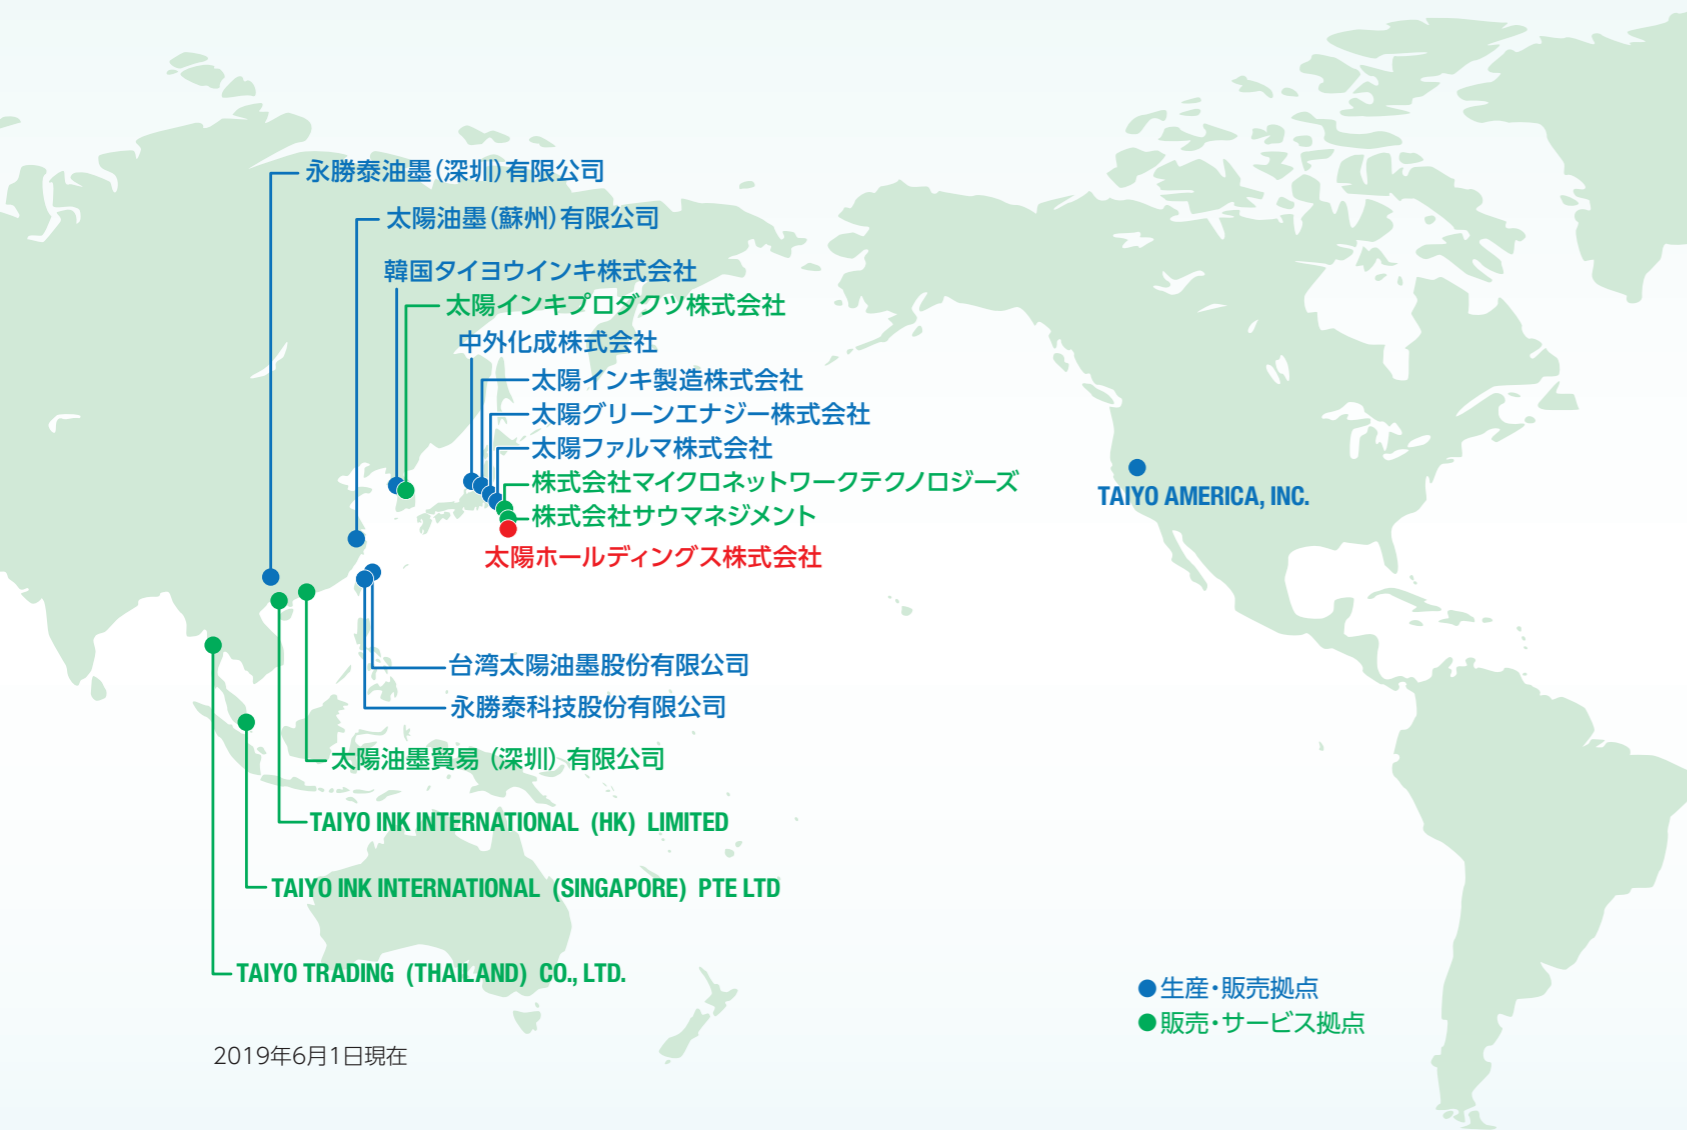 永勝泰油墨(深圳)有限公司
太陽油墨(蘇州)有限公司
韓国タイヨウインキ株式会社
太陽インキプロダクツ株式会社
中外化成株式会社
太陽インキ製造株式会社
太陽グリーンエナジー株式会社
太陽ファルマ株式会社
株式会社マイクロネットワークテクノロジーズ
TAIYO AMERICA, INC.
株式会社サウマネジメント
太陽ホールディングス株式会社
台湾太陽油墨股份有限公司
永勝泰科技股份有限公司
太陽油墨貿易(深圳)有限公司
TAIYO INK INTERNATIONAL (HK) LIMITED
TAIYO INK INTERNATIONAL (SINGAPORE) PTE LTD
TAIYO TRADING (THAILAND) CO., LTD.
●生産・販売拠点
●販売・サービス拠点
2019年6月1日現在